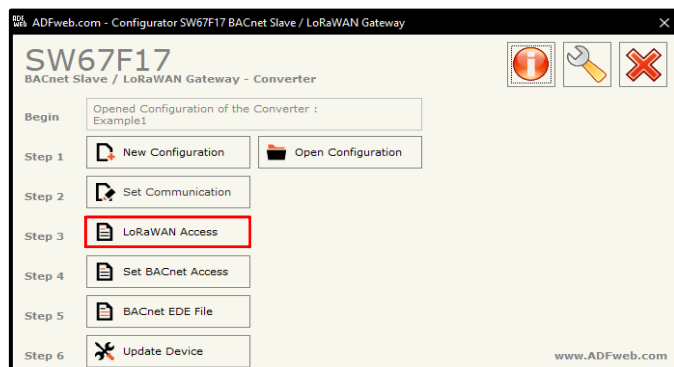 ADFweb.com - Configurator SW67F17 BACnet Slave / LoRaWAN Gateway
SW67F17
BACnet Slave / LoRaWAN Gateway - Converter
Begin
Opened Configuration of the Converter :
Example1
Step 1
New Configuration
Open Configuration
Step 2
Set Communication
Step 3
LoRaWAN Access
Step 4
Set BACnet Access
Step 5
BACnet EDE File
Step 6
Update Device
www.ADFweb.com